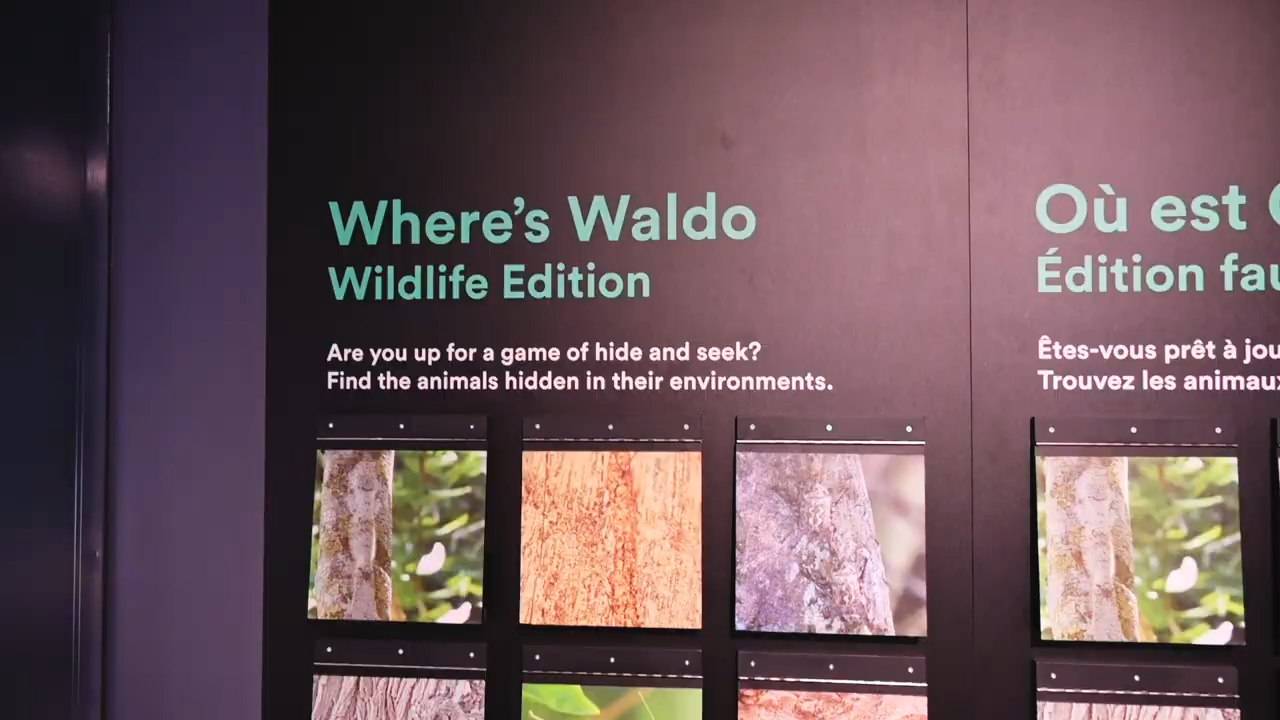 Where's Waldo
Wildlife Edition
Are you up for a game of hide and seek?
Find the animals hidden in their environments.
Où est
Édition
Êtes-vous prêt à
Trouvez les